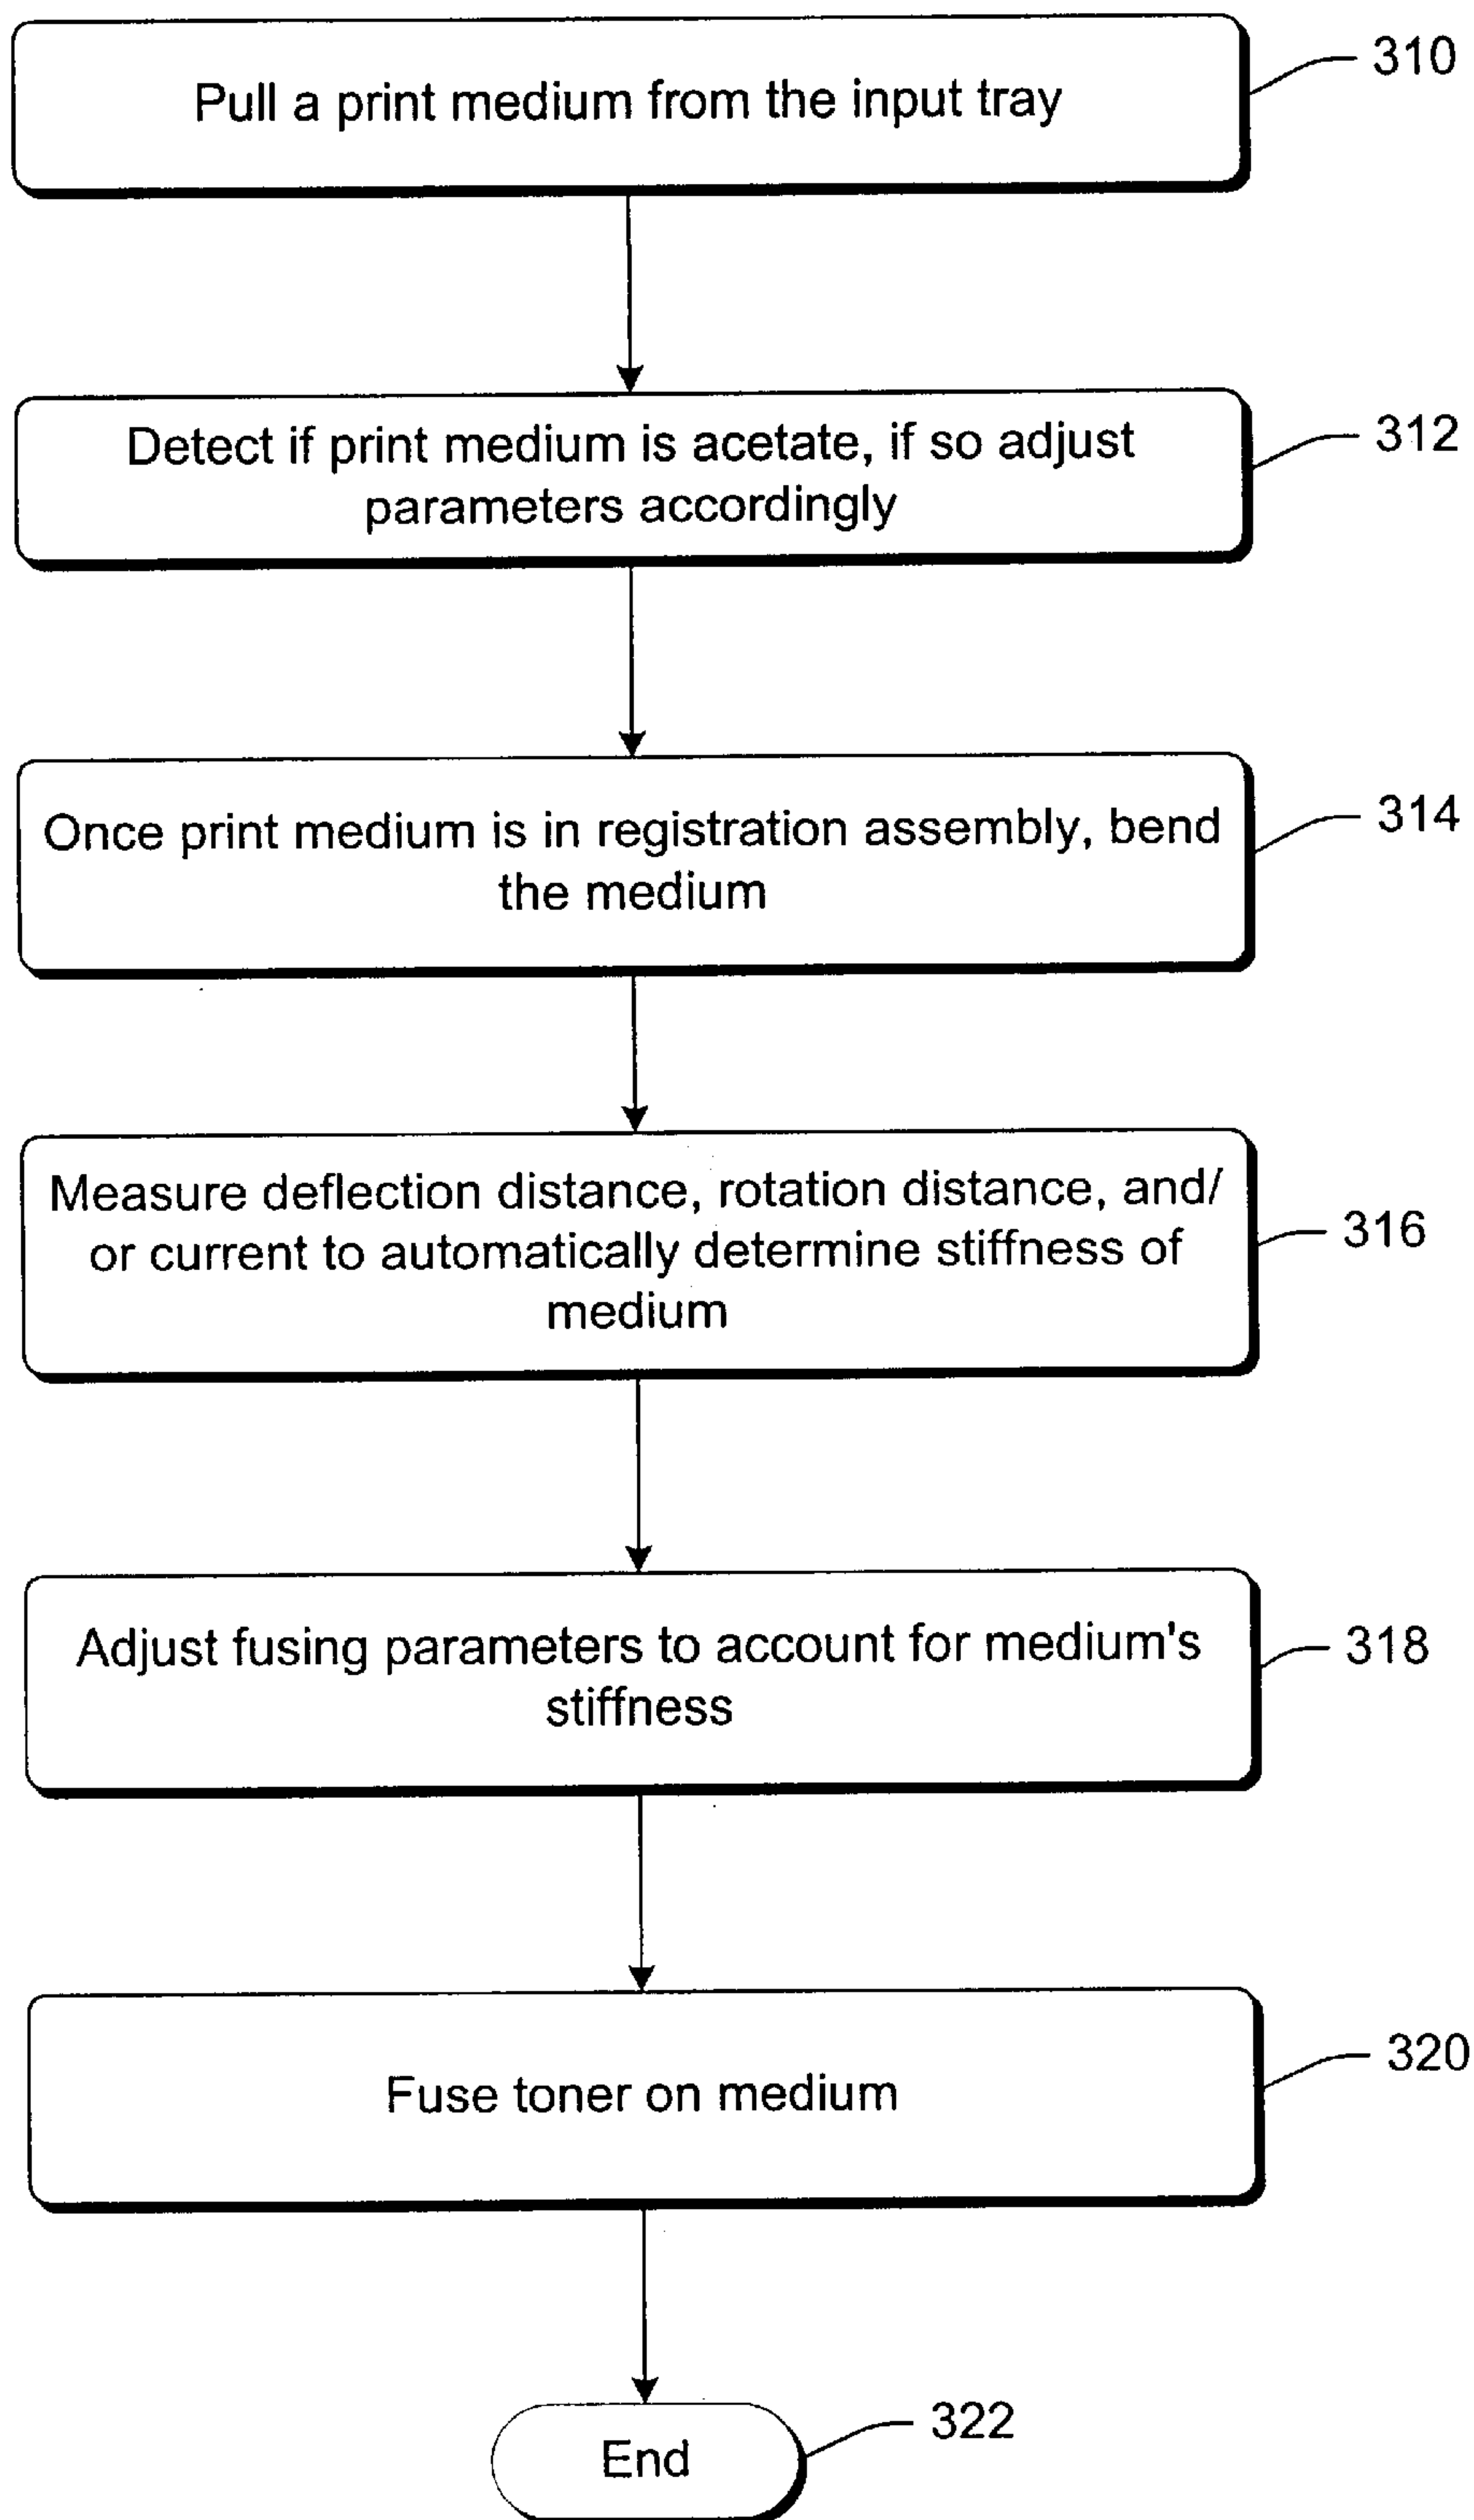 Pull a print medium from the input tray
310
Detect if print medium is acetate, if so adjust
parameters accordingly
312
Once print medium is in registration assembly, bend
the medium
314
Measure deflection distance, rotation distance, and/
or current to automatically determine stiffness of
medium
316
Adjust fusing parameters to account for medium's
stiffness
318
Fuse toner on medium
320
End
322